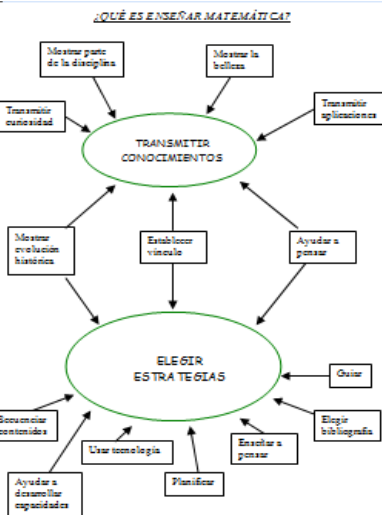 ¿QUÉ ES ENSEÑAR MATEMÁTICA?
Mostrar parte
de la disciplina
Mostrar la
belleza
Transmitir
curiosidad
Transmitir
aplicaciones
TRANSMITIR
CONOCIMIENTOS
Mostrar
evolución
histórica
Establecer
vínculo
Ayudar a
pensar
ELEGIR
ESTRATEGIAS
Guiar
Secuenciar
contenidos
Elegir
bibliografía
Usar tecnología
Enseñar a
pensar
Ayudar a
desarrollar
capacidades
Planificar